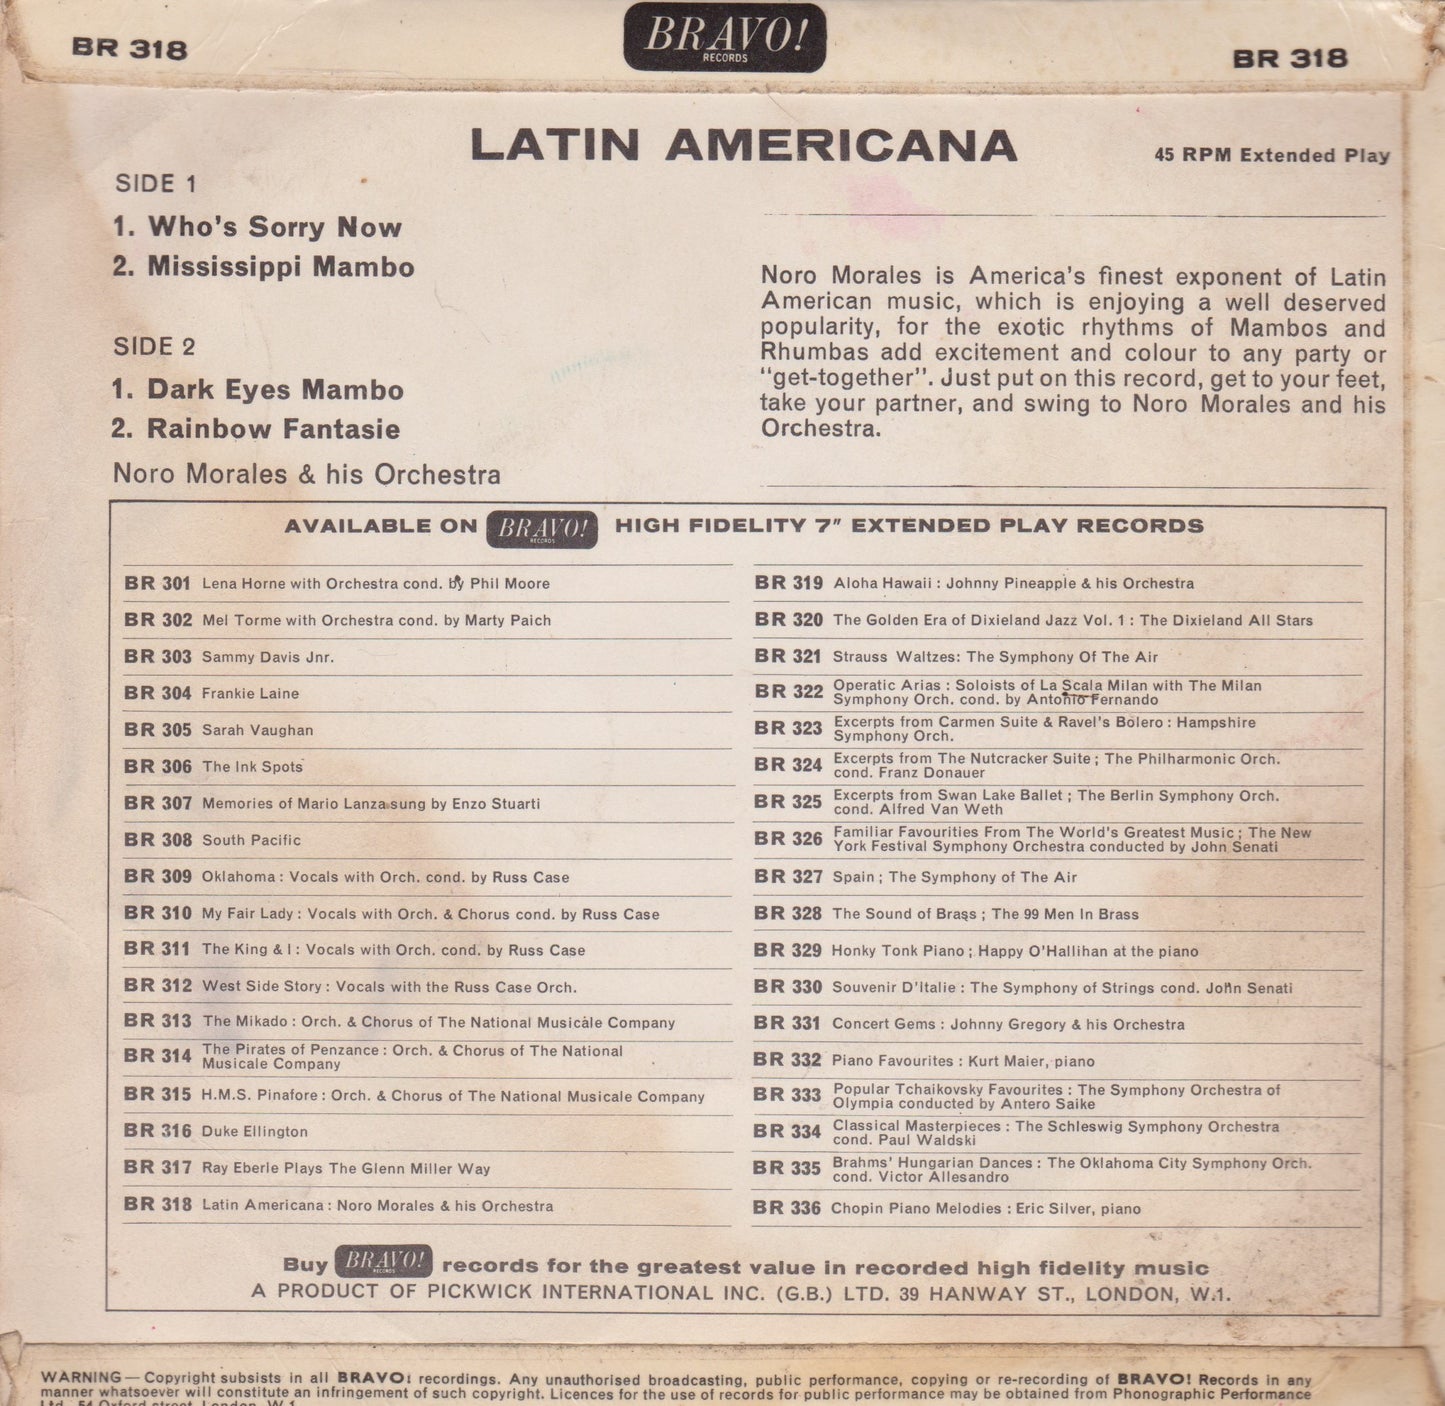 BR 318
BRAVO!
RECORDS
BR 318
LATIN AMERICANA
45 RPM Extended Play
SIDE 1
1. Who's Sorry Now
2. Mississippi Mambo
SIDE 2
1. Dark Eyes Mambo
2. Rainbow Fantasie
Noro Morales & his Orchestra
Noro Morales is America's finest exponent of Latin
American music, which is enjoying a well deserved
popularity, for the exotic rhythms of Mambos and
Rhumbas add excitement and colour to any party or
"get-together". Just put on this record, get to your feet,
take your partner, and swing to Noro Morales and his
Orchestra.
AVAILABLE ON BRAVO! RECORDS HIGH FIDELITY 7" EXTENDED PLAY RECORDS
BR 301 Lena Horne with Orchestra cond. by Phil Moore
BR 302 Mel Torme with Orchestra cond. by Marty Paich
BR 303 Sammy Davis Jnr.
BR 304 Frankie Laine
BR 305 Sarah Vaughan
BR 306 The Ink Spots
BR 307 Memories of Mario Lanza sung by Enzo Stuarti
BR 308 South Pacific
BR 309 Oklahoma : Vocals with Orch. cond. by Russ Case
BR 310 My Fair Lady : Vocals with Orch. & Chorus cond. by Russ Case
BR 311 The King & I : Vocals with Orch. cond. by Russ Case
BR 312 West Side Story : Vocals with the Russ Case Orch.
BR 313 The Mikado : Orch. & Chorus of The National Musicale Company
BR 314 The Pirates of Penzance : Orch. & Chorus of The National
Musicale Company
BR 315 H.M.S. Pinafore : Orch. & Chorus of The National Musicale Company
BR 316 Duke Ellington
BR 317 Ray Eberle Plays The Glenn Miller Way
BR 318 Latin Americana : Noro Morales & his Orchestra
BR 319 Aloha Hawaii : Johnny Pineapple & his Orchestra
BR 320 The Golden Era of Dixieland Jazz Vol. 1 : The Dixieland All Stars
BR 321 Strauss Waltzes: The Symphony Of The Air
BR 322 Operatic Arias : Soloists of La Scala Milan with The Milan
Symphony Orch. cond. by Antonio Fernando
BR 323 Excerpts from Carmen Suite & Ravel's Bolero : Hampshire
Symphony Orch.
BR 324 Excerpts from The Nutcracker Suite ; The Philharmonic Orch.
cond. Franz Donauer
BR 325 Excerpts from Swan Lake Ballet ; The Berlin Symphony Orch.
cond. Alfred Van Weth
BR 326 Familiar Favourities From The World's Greatest Music ; The New
York Festival Symphony Orchestra conducted by John Senati
BR 327 Spain ; The Symphony of The Air
BR 328 The Sound of Brass ; The 99 Men In Brass
BR 329 Honky Tonk Piano ; Happy O'Hallihan at the piano
BR 330 Souvenir D'Italie : The Symphony of Strings cond. John Senati
BR 331 Concert Gems : Johnny Gregory & his Orchestra
BR 332 Piano Favourites : Kurt Maier, piano
BR 333 Popular Tchaikovsky Favourites : The Symphony Orchestra of
Olympia conducted by Antero Saike
BR 334 Classical Masterpieces : The Schleswig Symphony Orchestra
cond. Paul Waldski
BR 335 Brahms' Hungarian Dances : The Oklahoma City Symphony Orch.
cond. Victor Allesandro
BR 336 Chopin Piano Melodies : Eric Silver, piano
Buy BRAVO! RECORDS records for the greatest value in recorded high fidelity music
A PRODUCT OF PICKWICK INTERNATIONAL INC. (G.B.) LTD. 39 HANWAY ST., LONDON, W.1.
WARNING — Copyright subsists in all BRAVO! recordings. Any unauthorised broadcasting, public performance, copying or re-recording of BRAVO! Records in any
manner whatsoever will constitute an infringement of such copyright. Licences for the use of records for public performance may be obtained from Phonographic Performance
Ltd., 54 Oxford street, London, W.1.